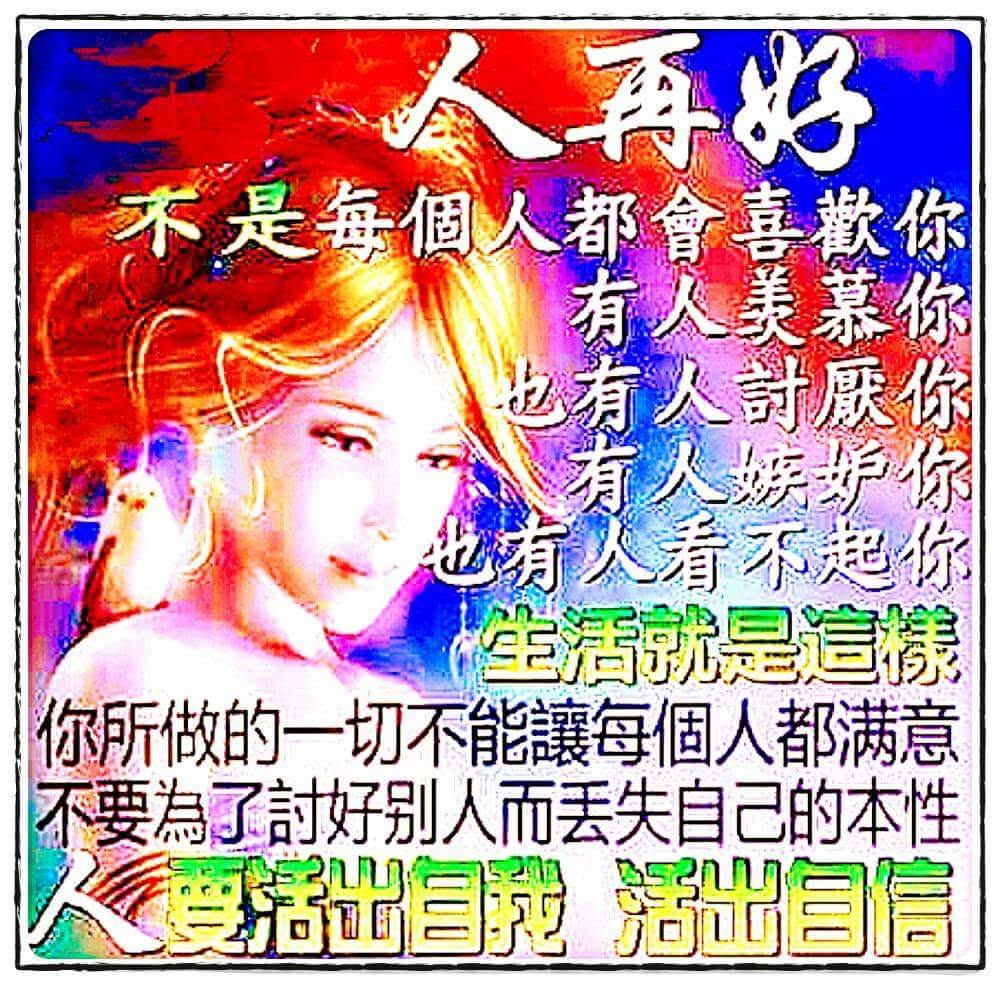 人再好
不是每個人都會喜歡你
有人羡慕你
也有人討厭你
有人嫉妒你
也有人看不起你
生活就是這樣
你所做的一切不能讓每個人都满意
不要為了討好别人而丢失自己的本性
人要活出自我 活出自信